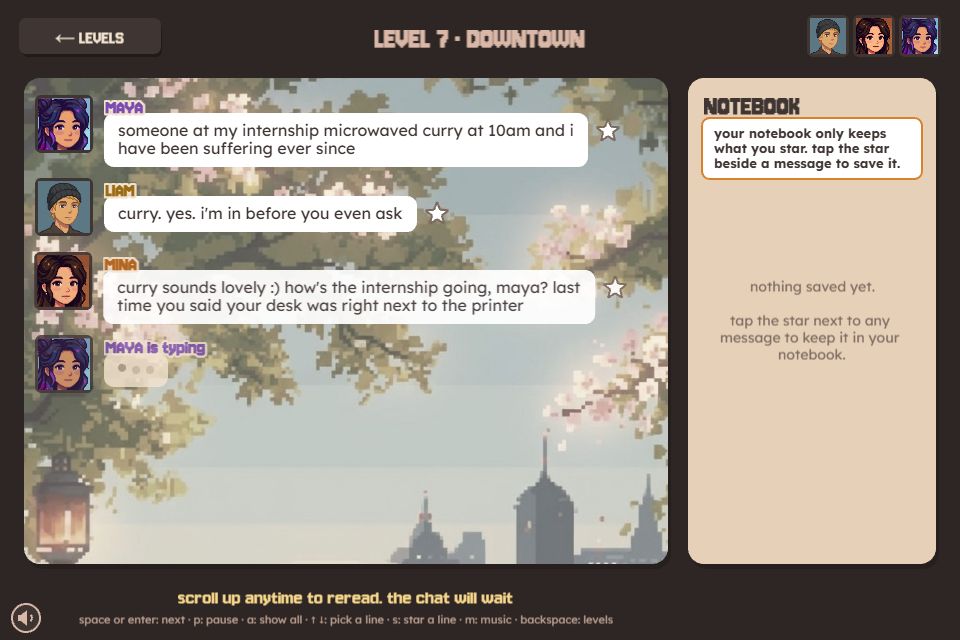 ← LEVELS
LEVEL 7 · DOWNTOWN
MAYA
someone at my internship microwaved curry at 10am and i
have been suffering ever since
LIAM
curry. yes. i'm in before you even ask
MINA
curry sounds lovely :) how's the internship going, maya? last
time you said your desk was right next to the printer
MAYA is typing
NOTEBOOK
your notebook only keeps
what you star. tap the star
beside a message to save it.
nothing saved yet.
tap the star next to any
message to keep it in your
notebook.
scroll up anytime to reread. the chat will wait
space or enter: next · p: pause · a: show all · ↑ ↓: pick a line · s: star a line · m: music · backspace: levels